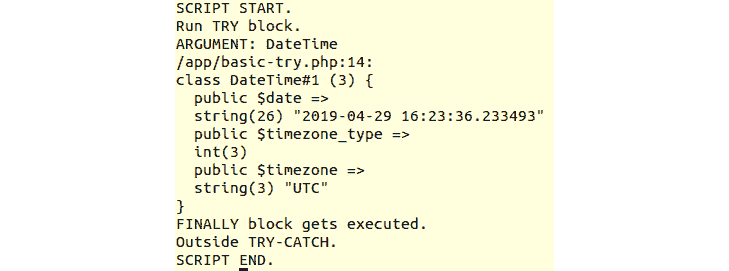 SCRIPT START.
Run TRY block.
ARGUMENT: DateTime
/app/basic-try.php:14:
class DateTime#1 (3) {
  public $date =>
  string(26) "2019-04-29 16:23:36.233493"
  public $timezone_type =>
  int(3)
  public $timezone =>
  string(3) "UTC"
}
FINALLY block gets executed.
Outside TRY-CATCH.
SCRIPT END.